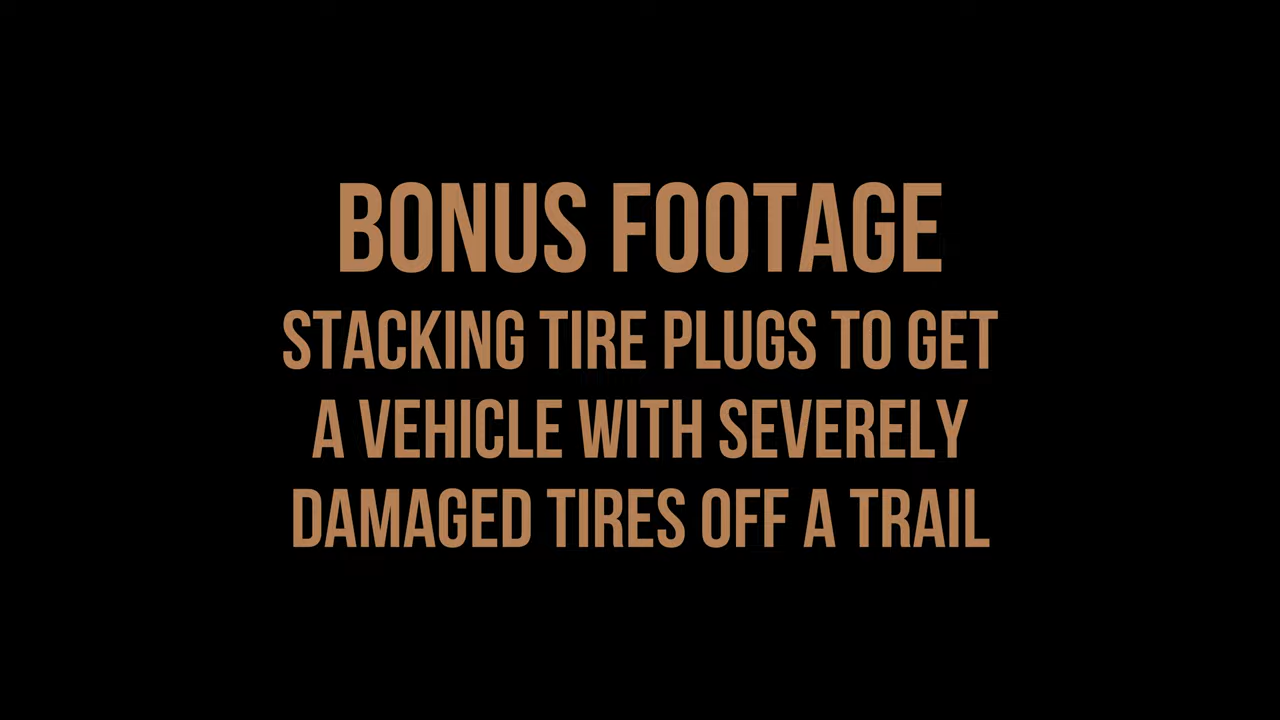 BONUS FOOTAGE
STACKING TIRE PLUGS TO GET
A VEHICLE WITH SEVERELY
DAMAGED TIRES OFF A TRAIL